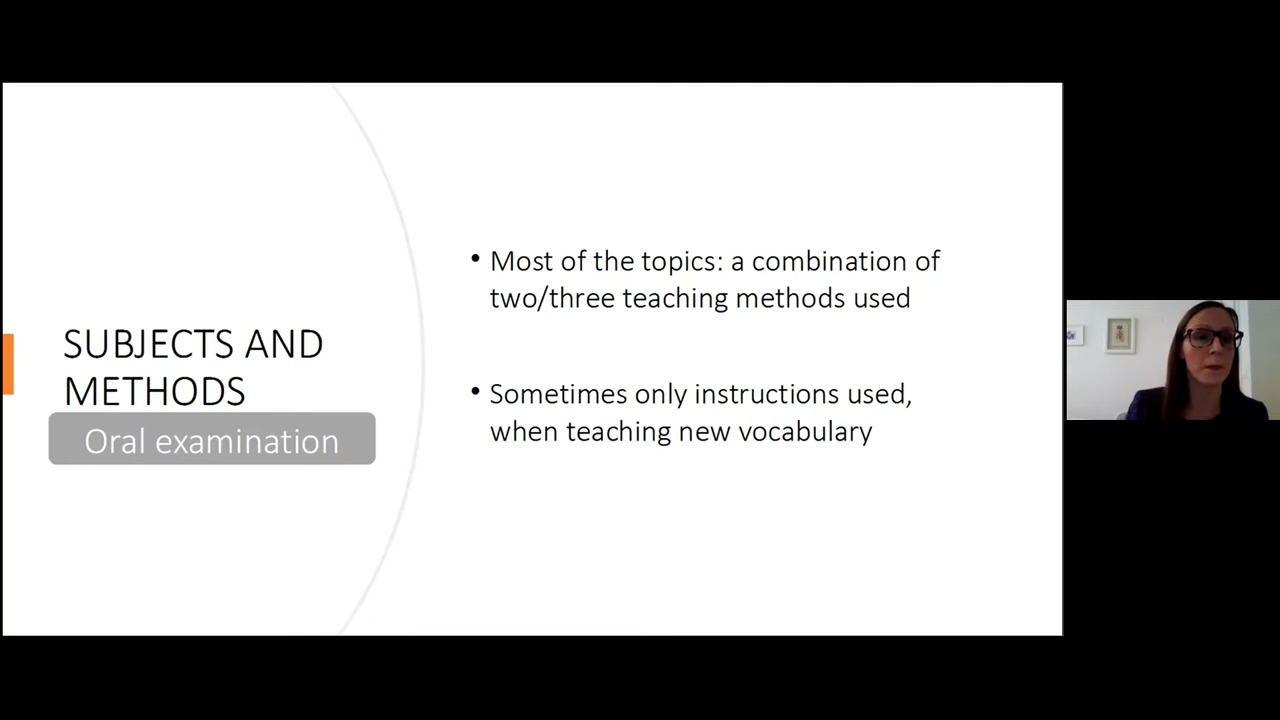 SUBJECTS AND
METHODS
Oral examination
• Most of the topics: a combination of
two/three teaching methods used
• Sometimes only instructions used,
when teaching new vocabulary